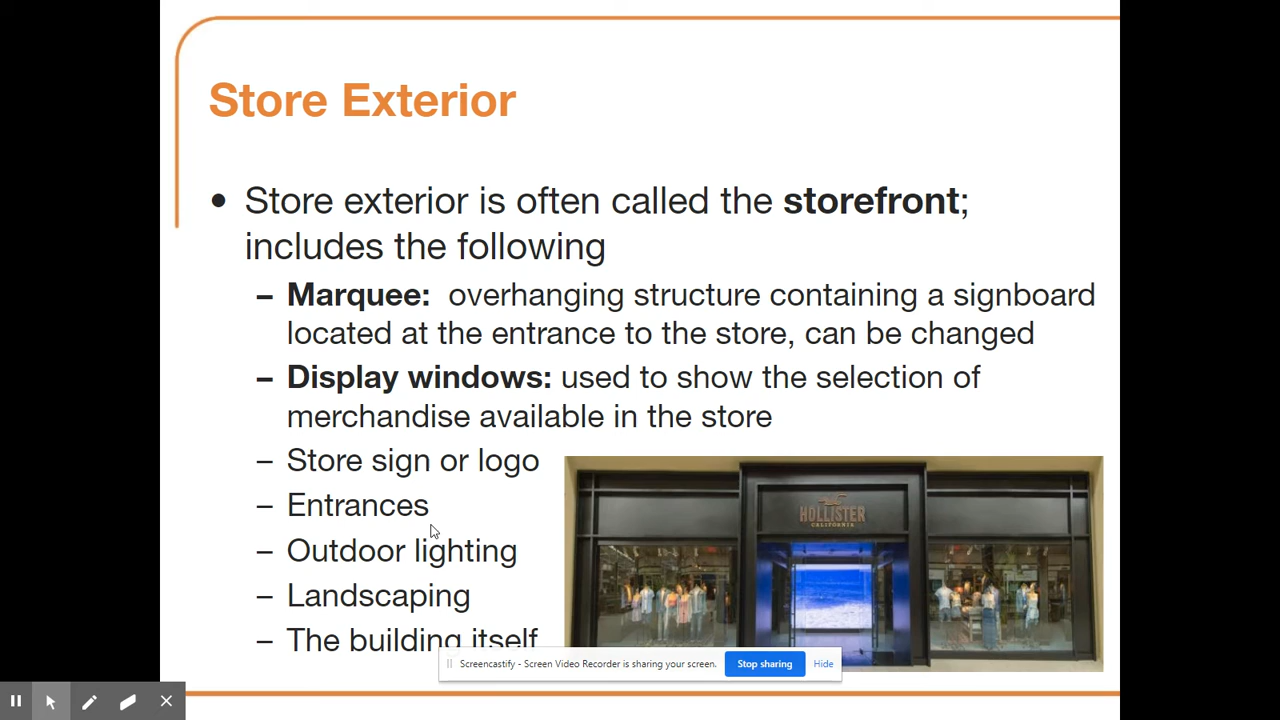 Store Exterior
• Store exterior is often called the storefront;
includes the following
– Marquee: overhanging structure containing a signboard
located at the entrance to the store, can be changed
– Display windows: used to show the selection of
merchandise available in the store
– Store sign or logo
– Entrances
– Outdoor lighting
– Landscaping
– The building itself
HOLLISTER
CALIFORNIA
Screencastify - Screen Video Recorder is sharing your screen. Stop sharing Hide